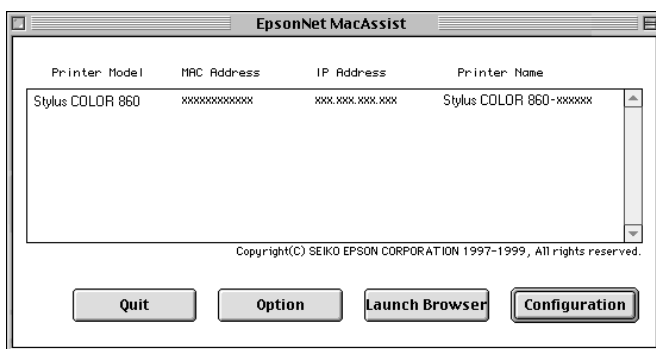 EpsonNet MacAssist
Printer Model MAC Address IP Address Printer Name
Stylus COLOR 860 xxxxxxxxxxxx xxx.xxx.xxx.xxx Stylus COLOR 860-xxxxxx
Copyright(C) SEIKO EPSON CORPORATION 1997-1999, All rights reserved.
Quit Option Launch Browser Configuration